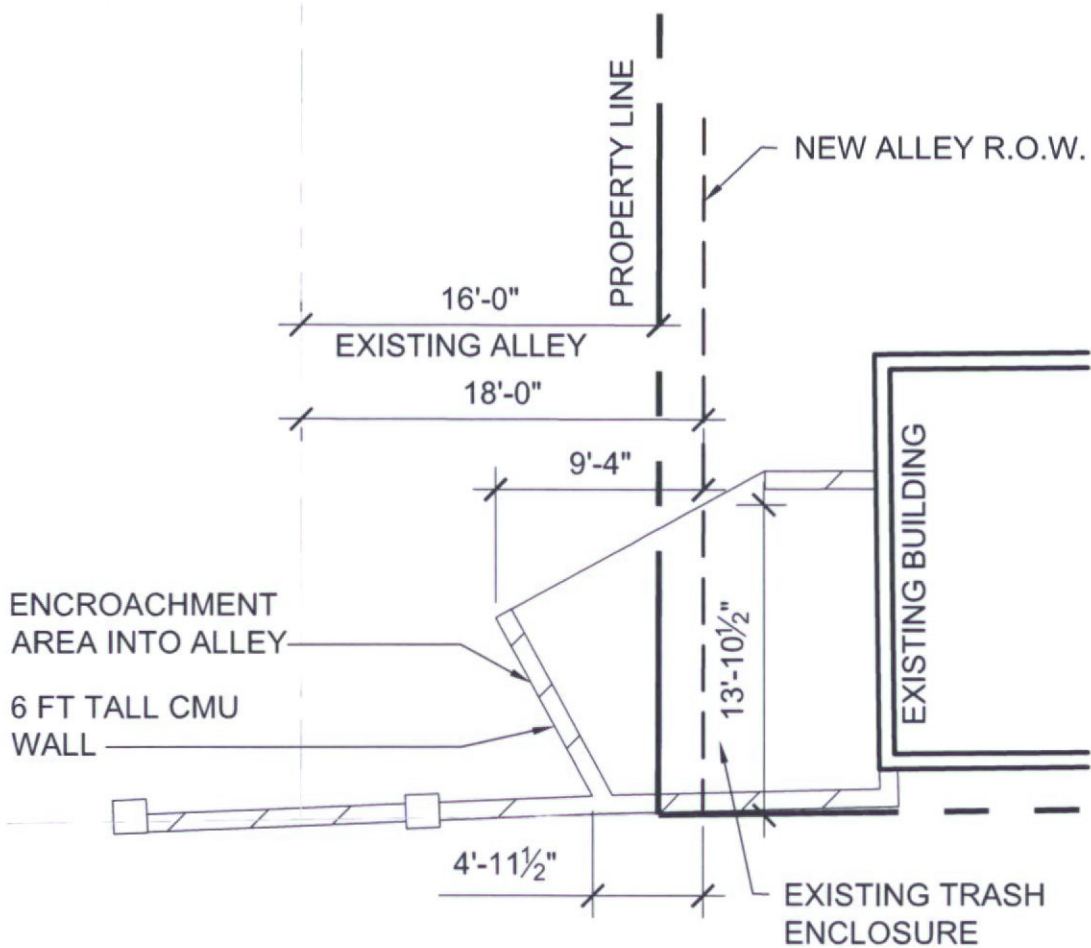 PROPERTY LINE
NEW ALLEY R.O.W.
16'-0"
EXISTING ALLEY
18'-0"
9'-4"
EXISTING BUILDING
ENCROACHMENT
AREA INTO ALLEY
13'-10½"
6 FT TALL CMU
WALL
4'-11½"
EXISTING TRASH
ENCLOSURE